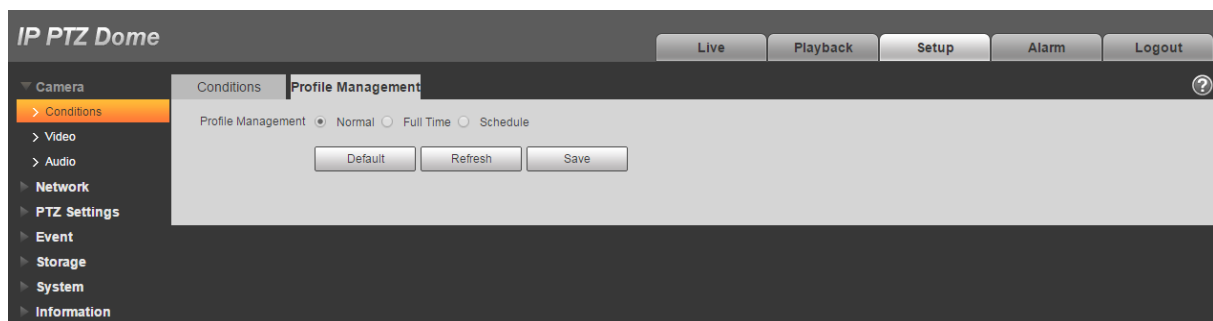 IP PTZ Dome
Live Playback Setup Alarm Logout
Camera
Conditions
Video
Audio
Network
PTZ Settings
Event
Storage
System
Information
Conditions Profile Management
?
Profile Management Normal Full Time Schedule
Default Refresh Save